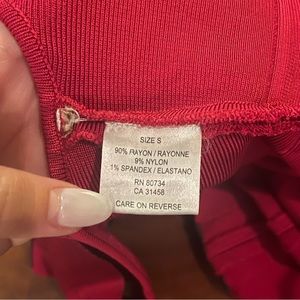 SIZE S
90% RAYON / RAYONNE
9% NYLON
1% SPANDEX / ELASTANO
RN 80734
CA 31458
CARE ON REVERSE